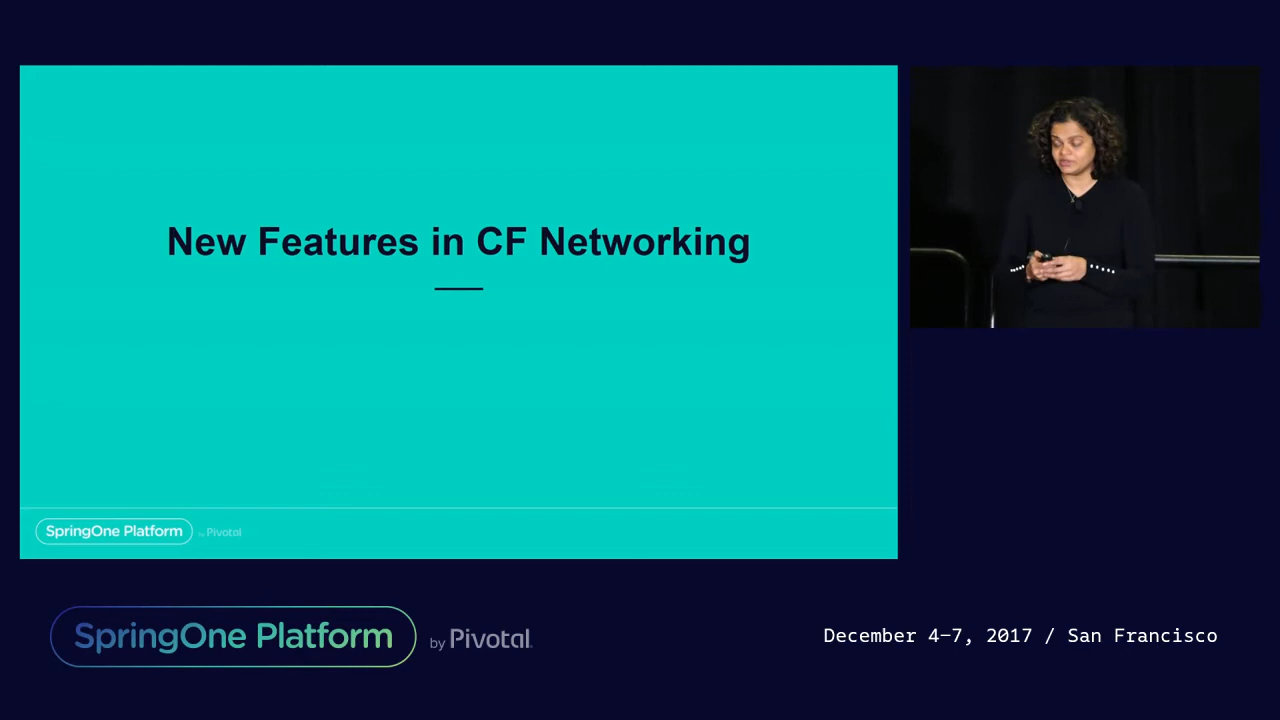 New Features in CF Networking
SpringOne Platform by Pivotal
SpringOne Platform by Pivotal.
December 4–7, 2017 / San Francisco